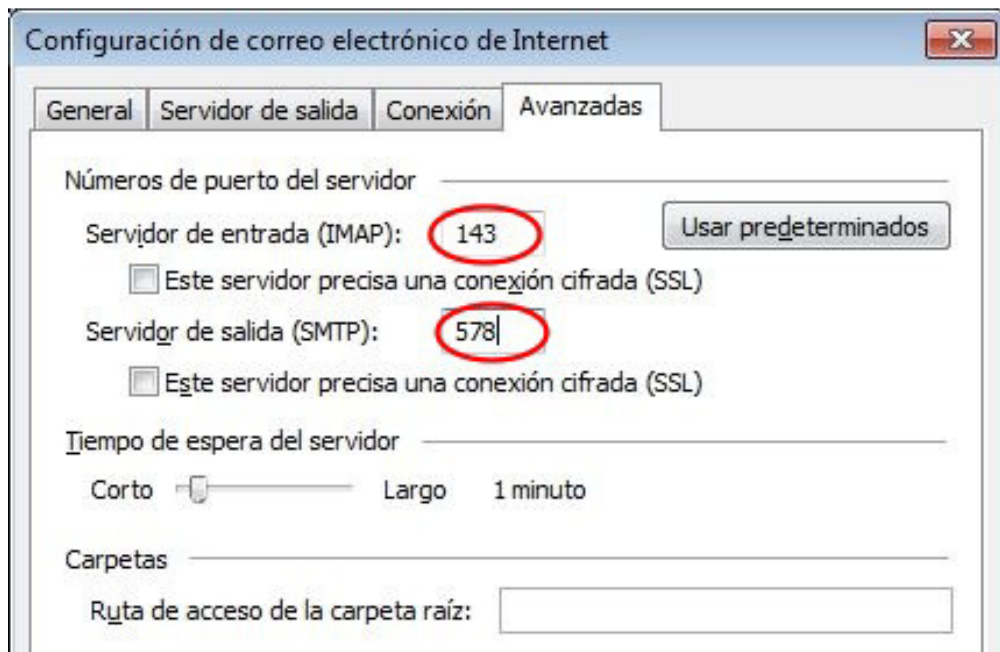 Configuración de correo electrónico de Internet
General Servidor de salida Conexión Avanzadas
Números de puerto del servidor
Servidor de entrada (IMAP): 143 Usar predeterminados
Este servidor precisa una conexión cifrada (SSL)
Servidor de salida (SMTP): 578
Este servidor precisa una conexión cifrada (SSL)
Tiempo de espera del servidor
Corto Largo 1 minuto
Carpetas
Ruta de acceso de la carpeta raíz: